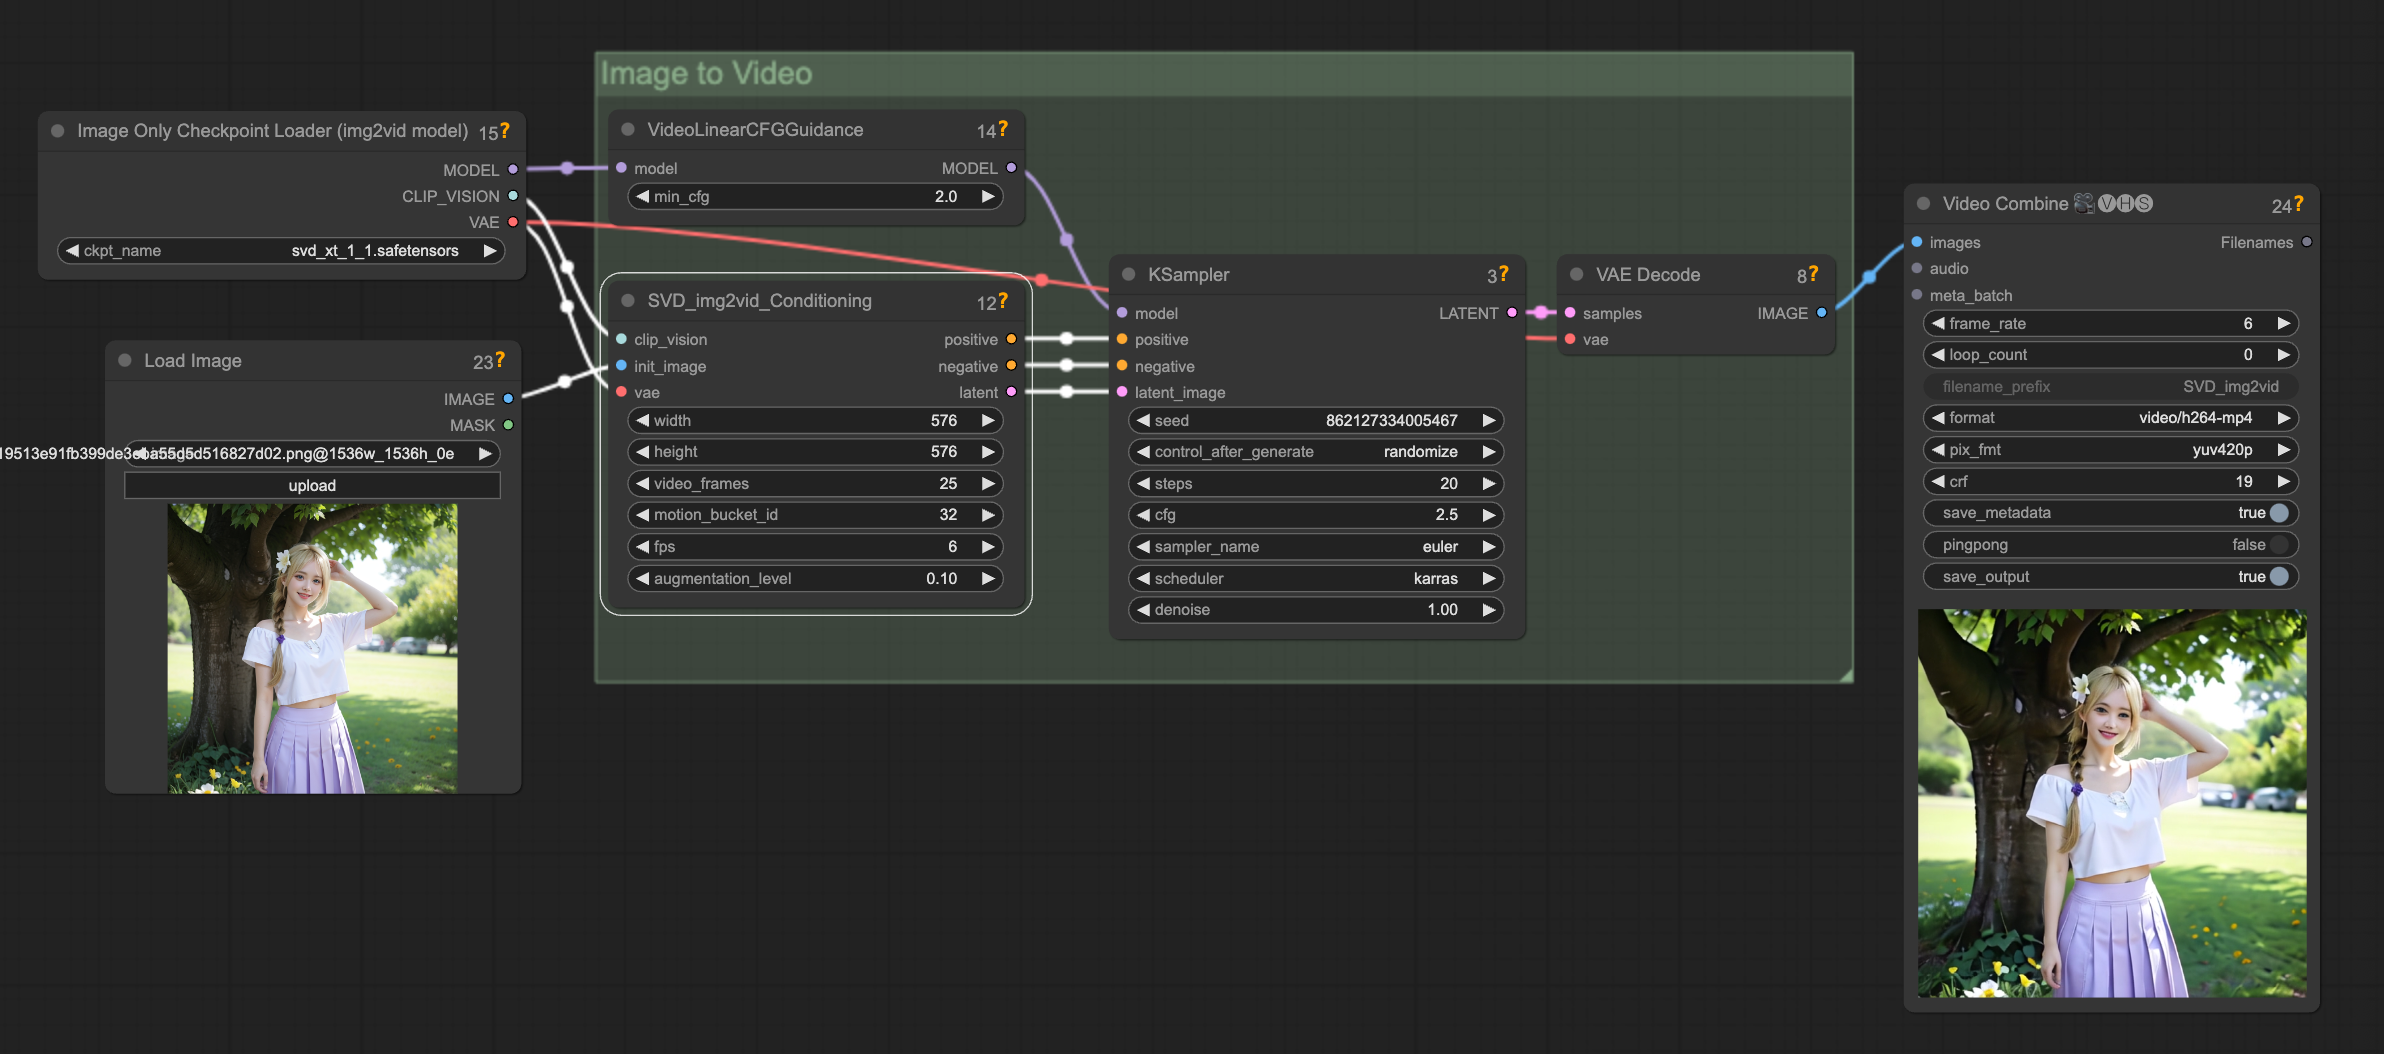 Image to Video
Image Only Checkpoint Loader (img2vid model) 15?
MODEL
CLIP_VISION
VAE
ckpt_name svd_xt_1_1.safetensors
Load Image 23?
IMAGE
MASK
upload
VideoLinearCFGGuidance 14?
model MODEL
min_cfg 2.0
SVD_img2vid_Conditioning 12?
clip_vision positive
init_image negative
vae latent
width 576
height 576
video_frames 25
motion_bucket_id 32
fps 6
augmentation_level 0.10
KSampler 3?
model LATENT
positive
negative
latent_image
seed 862127334005467
control_after_generate randomize
steps 20
cfg 2.5
sampler_name euler
scheduler karras
denoise 1.00
VAE Decode 8?
samples IMAGE
vae
Video Combine 🎥🅥🅗🅢 24?
images Filenames
audio
meta_batch
frame_rate 6
loop_count 0
filename_prefix SVD_img2vid
format video/h264-mp4
pix_fmt yuv420p
crf 19
save_metadata true
pingpong false
save_output true